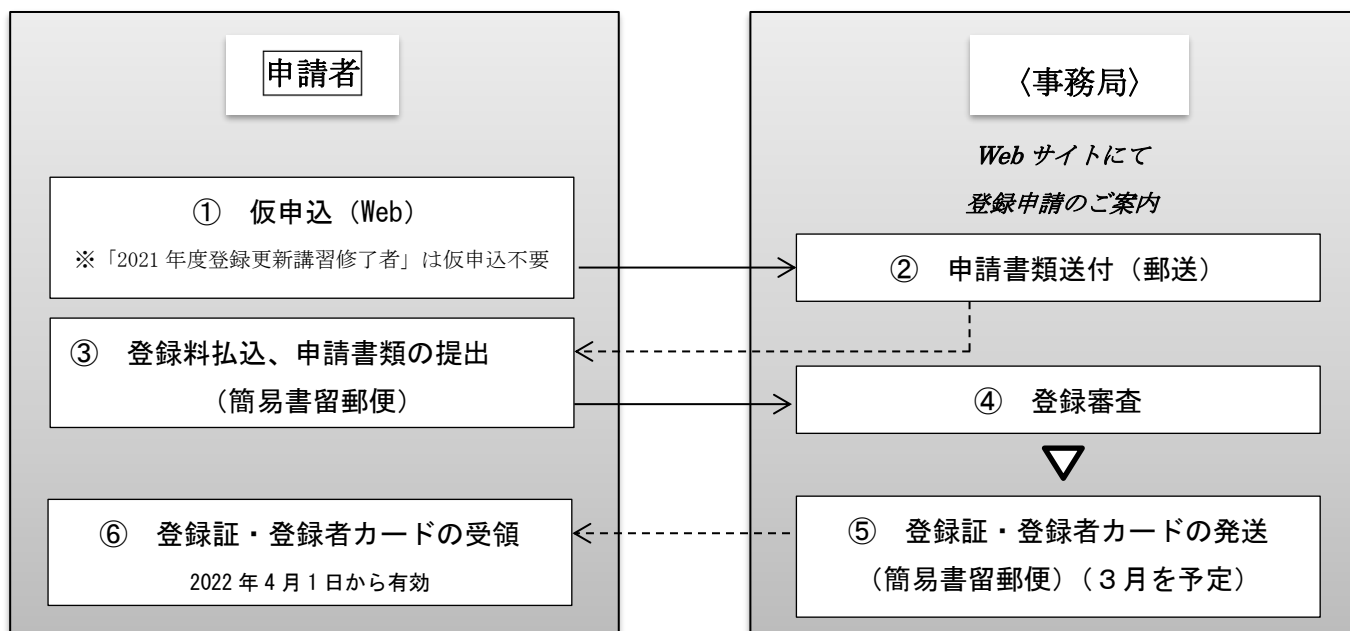 申請者
① 仮申込（Web）
※「2021 年度登録更新講習修了者」は仮申込不要
③ 登録料払込、申請書類の提出
（簡易書留郵便）
⑥ 登録証・登録者カードの受領
2022 年 4 月 1 日から有効
〈事務局〉
Web サイトにて
登録申請のご案内
② 申請書類送付（郵送）
④ 登録審査
⑤ 登録証・登録者カードの発送
（簡易書留郵便）（３月を予定）